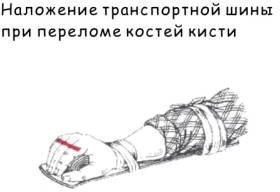 Наложение транспортной шины
при переломе костей кисти